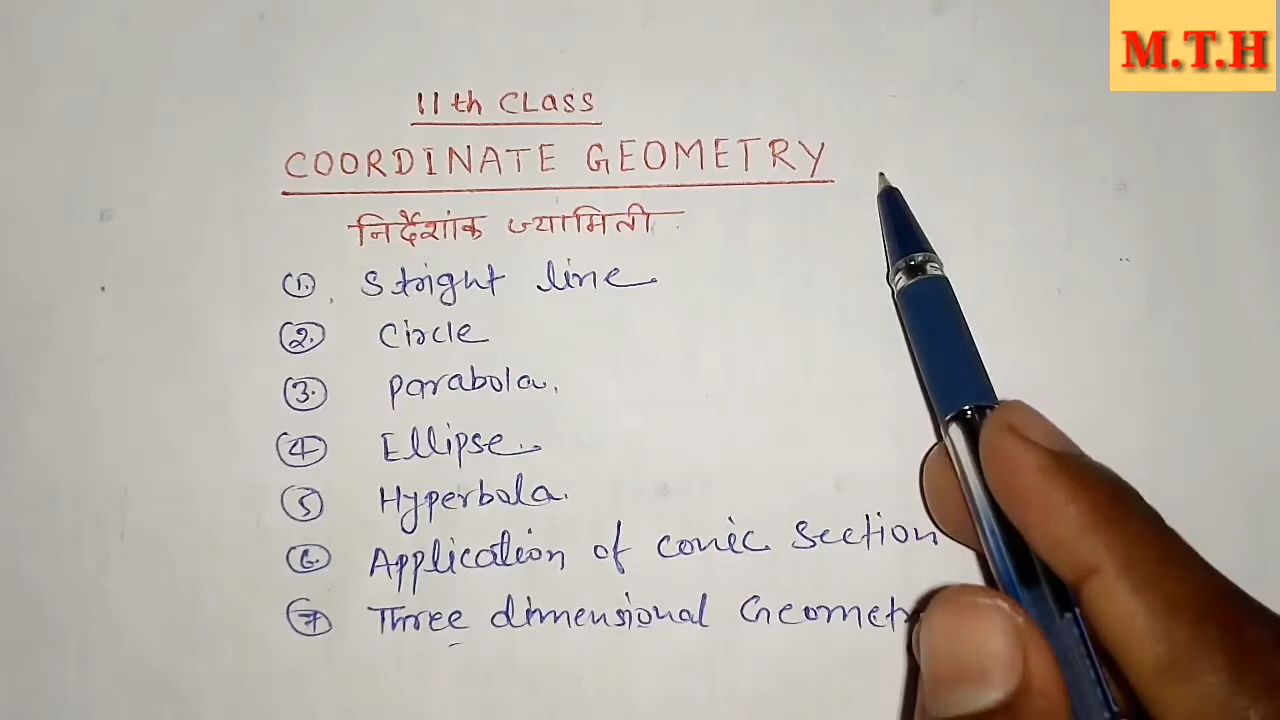 M.T.H
11th CLass
COORDINATE GEOMETRY
निर्देशांक ज्यामिती
1. Stright line
2. Circle
3. Parabola.
4. Ellipse.
5 Hyperbola.
6. Application of conic section
7 Three dimensional Geomet